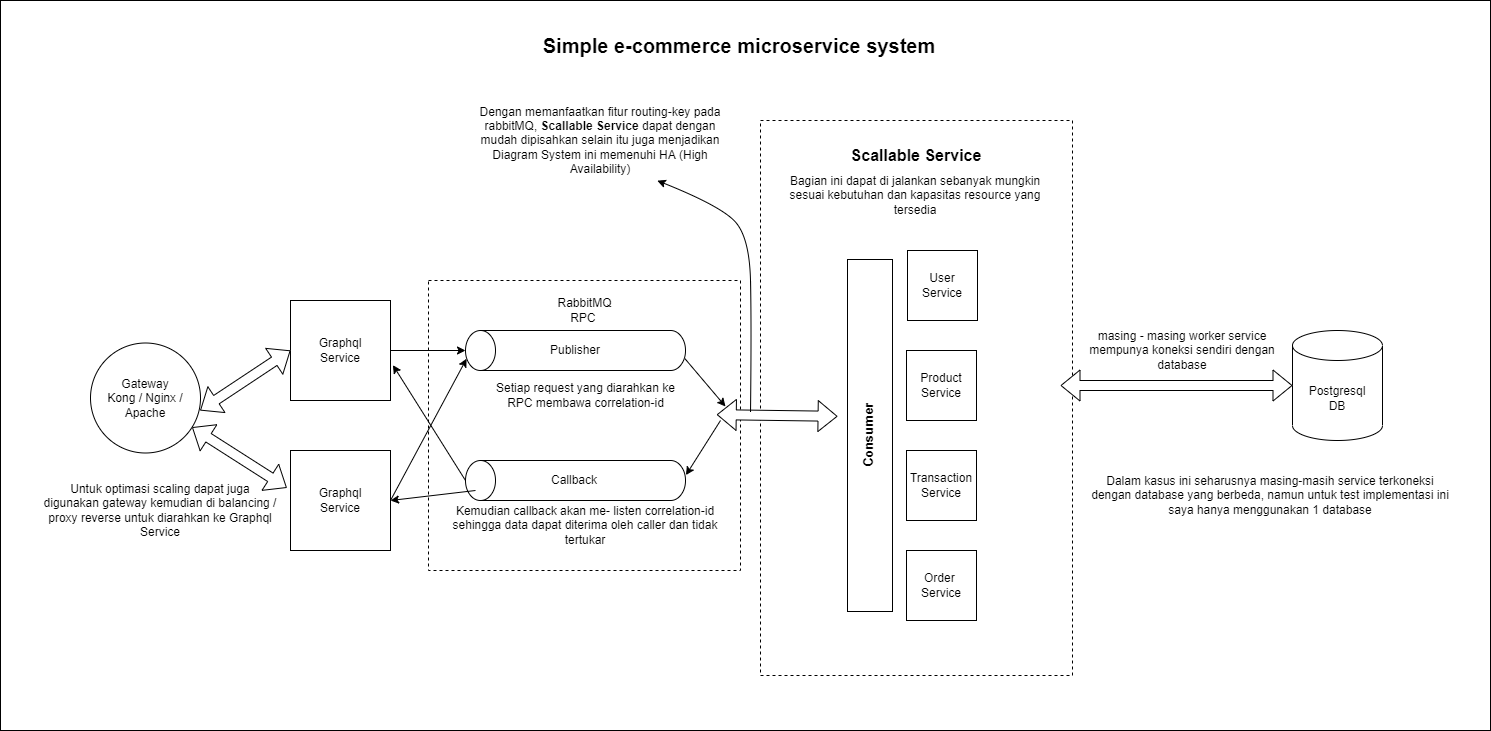 Simple e-commerce microservice system
Dengan memanfaatkan fitur routing-key pada
rabbitMQ, Scallable Service dapat dengan
mudah dipisahkan selain itu juga menjadikan
Diagram System ini memenuhi HA (High
Availability)
Scallable Service
Bagian ini dapat di jalankan sebanyak mungkin
sesuai kebutuhan dan kapasitas resource yang
tersedia
Gateway
Kong / Nginx /
Apache
Untuk optimasi scaling dapat juga
digunakan gateway kemudian di balancing /
proxy reverse untuk diarahkan ke Graphql
Service
Graphql
Service
Graphql
Service
RabbitMQ
RPC
Publisher
Setiap request yang diarahkan ke
RPC membawa correlation-id
Callback
Kemudian callback akan me- listen correlation-id
sehingga data dapat diterima oleh caller dan tidak
tertukar
Consumer
User
Service
Product
Service
Transaction
Service
Order
Service
masing - masing worker service
mempunya koneksi sendiri dengan
database
Postgresql
DB
Dalam kasus ini seharusnya masing-masih service terkoneksi
dengan database yang berbeda, namun untuk test implementasi ini
saya hanya menggunakan 1 database